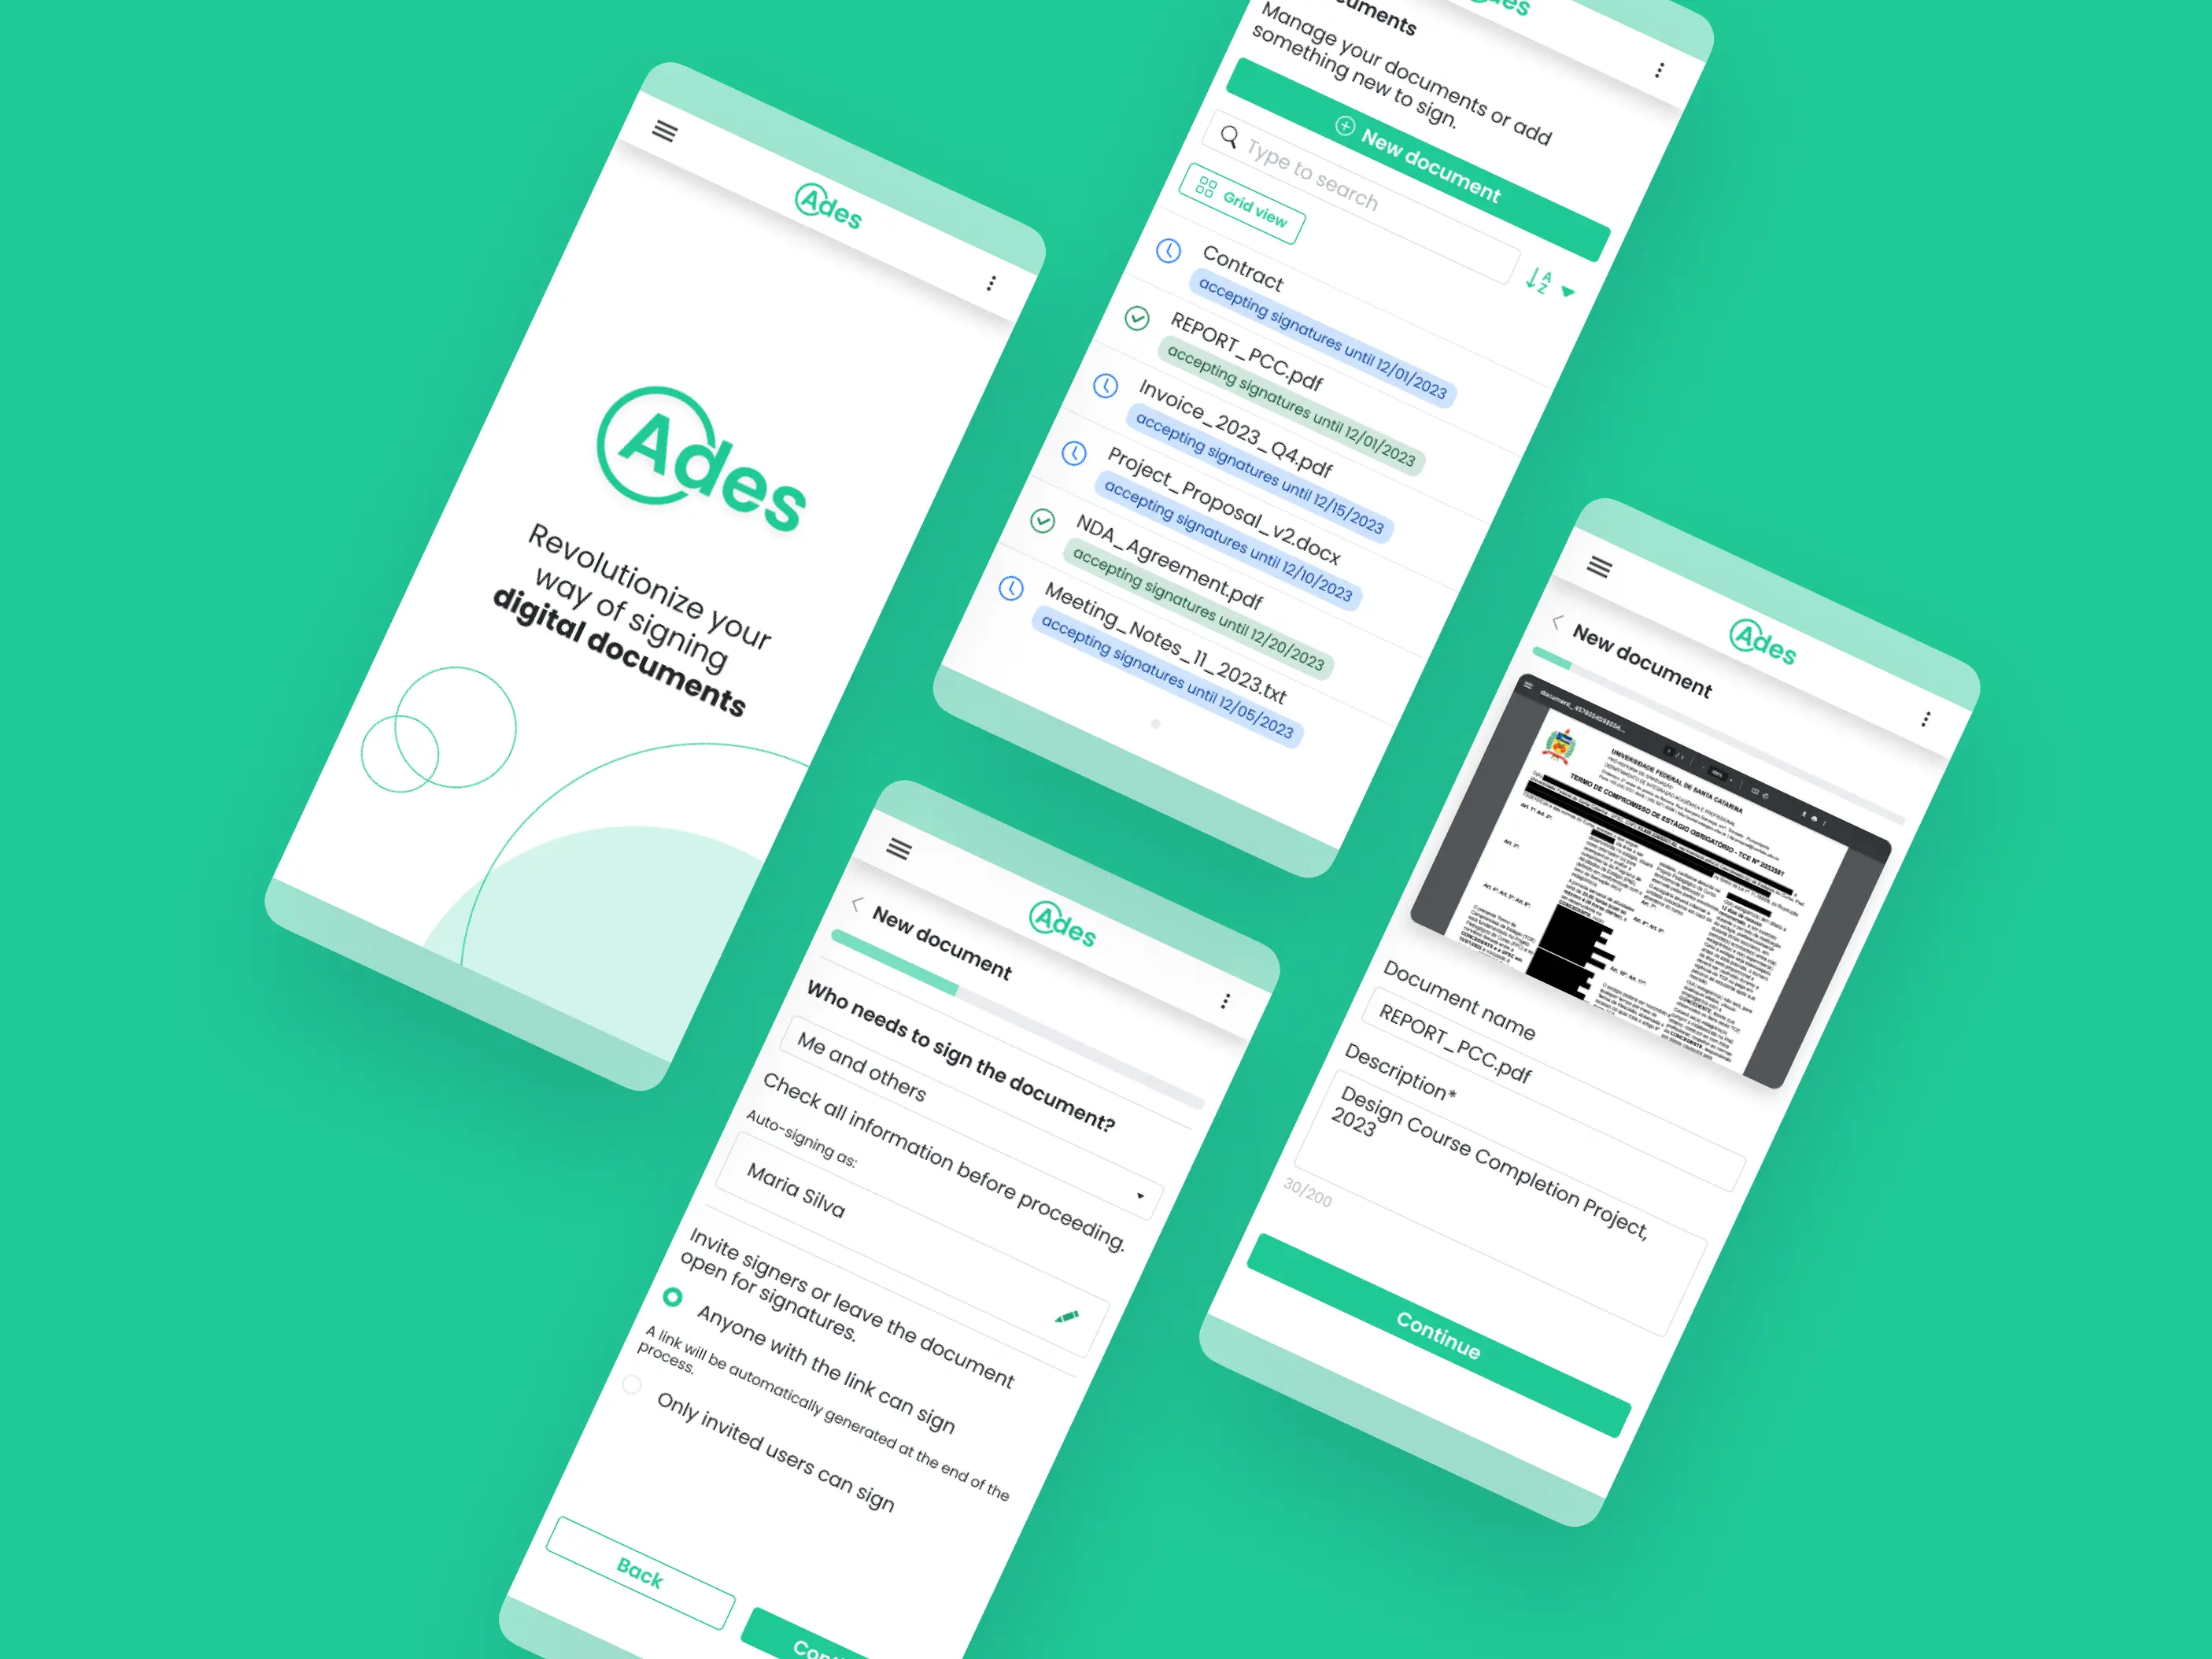 Ades
Ades
Revolutionize your
way of signing
digital documents
Ades
Manage your documents or add
something new to sign.
New document
Type to search
Grid view
A
Z
Contract
accepting signatures until 12/01/2023
REPORT_PCC.pdf
accepting signatures until 12/01/2023
Invoice_2023_Q4.pdf
accepting signatures until 12/15/2023
Project_Proposal_v2.docx
accepting signatures until 12/10/2023
NDA_Agreement.pdf
accepting signatures until 12/20/2023
Meeting_Notes_11_2023.txt
accepting signatures until 12/05/2023
Ades
New document
Who needs to sign the document?
Me and others
Check all information before proceeding.
Auto-signing as:
Maria Silva
Invite signers or leave the document
open for signatures.
Anyone with the link can sign
A link will be automatically generated at the end of the
process.
Only invited users can sign
Back
Ades
New document
UNIVERSIDADE FEDERAL DE SANTA CATARINA
TERMO DE COMPROMISSO DE ESTÁGIO OBRIGATÓRIO - TCE Nº
Document name
REPORT_PCC.pdf
Description*
Design Course Completion Project,
2023
30/200
Continue